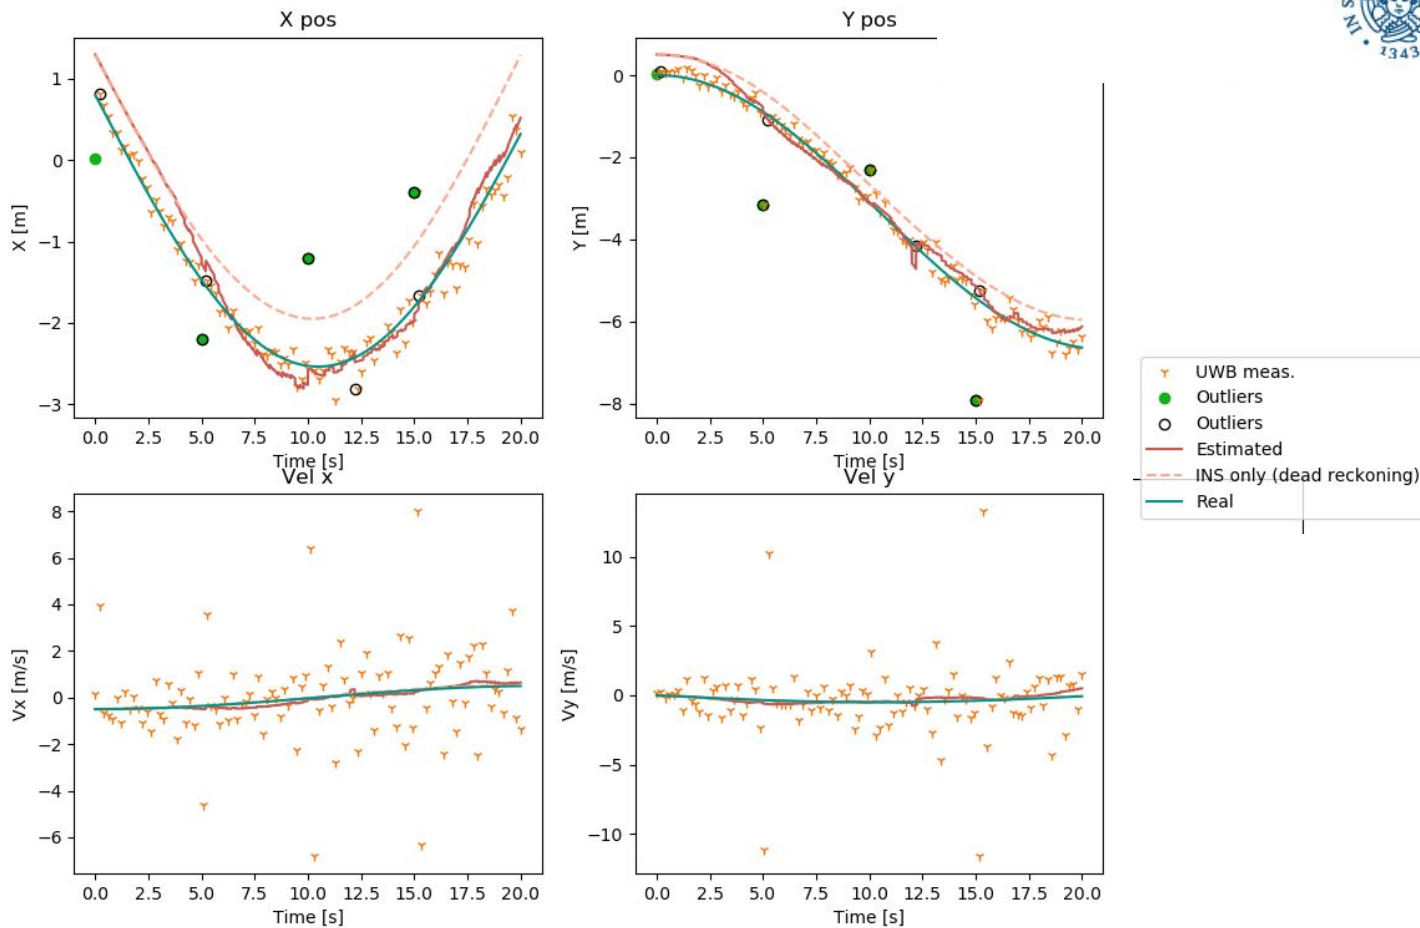 X pos
Y pos
IN S
• 1343
1
0
−1
−2
−3
X [m]
0.0 2.5 5.0 7.5 10.0 12.5 15.0 17.5 20.0
Time [s]
0
−2
−4
−6
−8
Y [m]
0.0 2.5 5.0 7.5 10.0 12.5 15.0 17.5 20.0
Time [s]
UWB meas.
Outliers
Outliers
Estimated
INS only (dead reckoning)
Real
Vel x
Vel y
8
6
4
2
0
−2
−4
−6
Vx [m/s]
0.0 2.5 5.0 7.5 10.0 12.5 15.0 17.5 20.0
Time [s]
10
5
0
−5
−10
Vy [m/s]
0.0 2.5 5.0 7.5 10.0 12.5 15.0 17.5 20.0
Time [s]